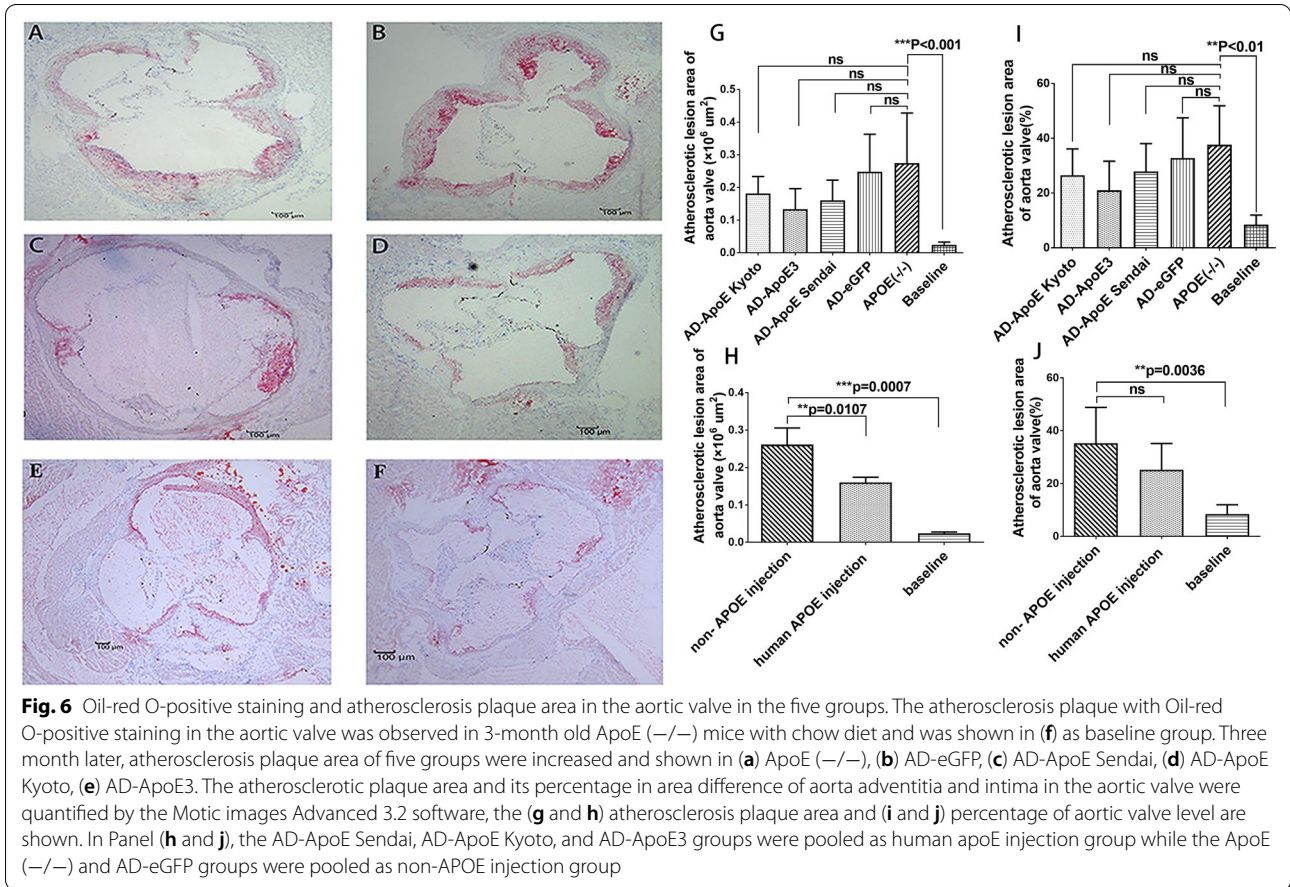 A
B
100 μm
100 μm
C
D
100 μm
100 μm
E
F
100 μm
100 μm
G
***P<0.001
ns
ns
ns
ns
Atherosclerotic lesion area of
aorta valve (×10⁶ um²)
0.5
0.4
0.3
0.2
0.1
0.0
AD-ApoE Kyoto
AD-ApoE3
AD-ApoE Sendai
AD-eGFP
APOE(-/-)
Baseline
I
**P<0.01
ns
ns
ns
ns
Atherosclerotic lesion area
of aorta valve(%)
60
40
20
0
AD-ApoE Kyoto
AD-ApoE3
AD-ApoE Sendai
AD-eGFP
APOE(-/-)
Baseline
H
***p=0.0007
**p=0.0107
Atherosclerotic lesion area of
aorta valve (×10⁶ um²)
0.4
0.3
0.2
0.1
0.0
non- APOE injection
human APOE injection
baseline
J
**p=0.0036
ns
Atherosclerotic lesion area
of aorta valve(%)
60
40
20
0
non- APOE injection
human APOE injection
baseline
Fig. 6 Oil-red O-positive staining and atherosclerosis plaque area in the aortic valve in the five groups. The atherosclerosis plaque with Oil-red
O-positive staining in the aortic valve was observed in 3-month old ApoE (−/−) mice with chow diet and was shown in (f) as baseline group. Three
month later, atherosclerosis plaque area of five groups were increased and shown in (a) ApoE (−/−), (b) AD-eGFP, (c) AD-ApoE Sendai, (d) AD-ApoE
Kyoto, (e) AD-ApoE3. The atherosclerotic plaque area and its percentage in area difference of aorta adventitia and intima in the aortic valve were
quantified by the Motic images Advanced 3.2 software, the (g and h) atherosclerosis plaque area and (i and j) percentage of aortic valve level are
shown. In Panel (h and j), the AD-ApoE Sendai, AD-ApoE Kyoto, and AD-ApoE3 groups were pooled as human apoE injection group while the ApoE
(−/−) and AD-eGFP groups were pooled as non-APOE injection group